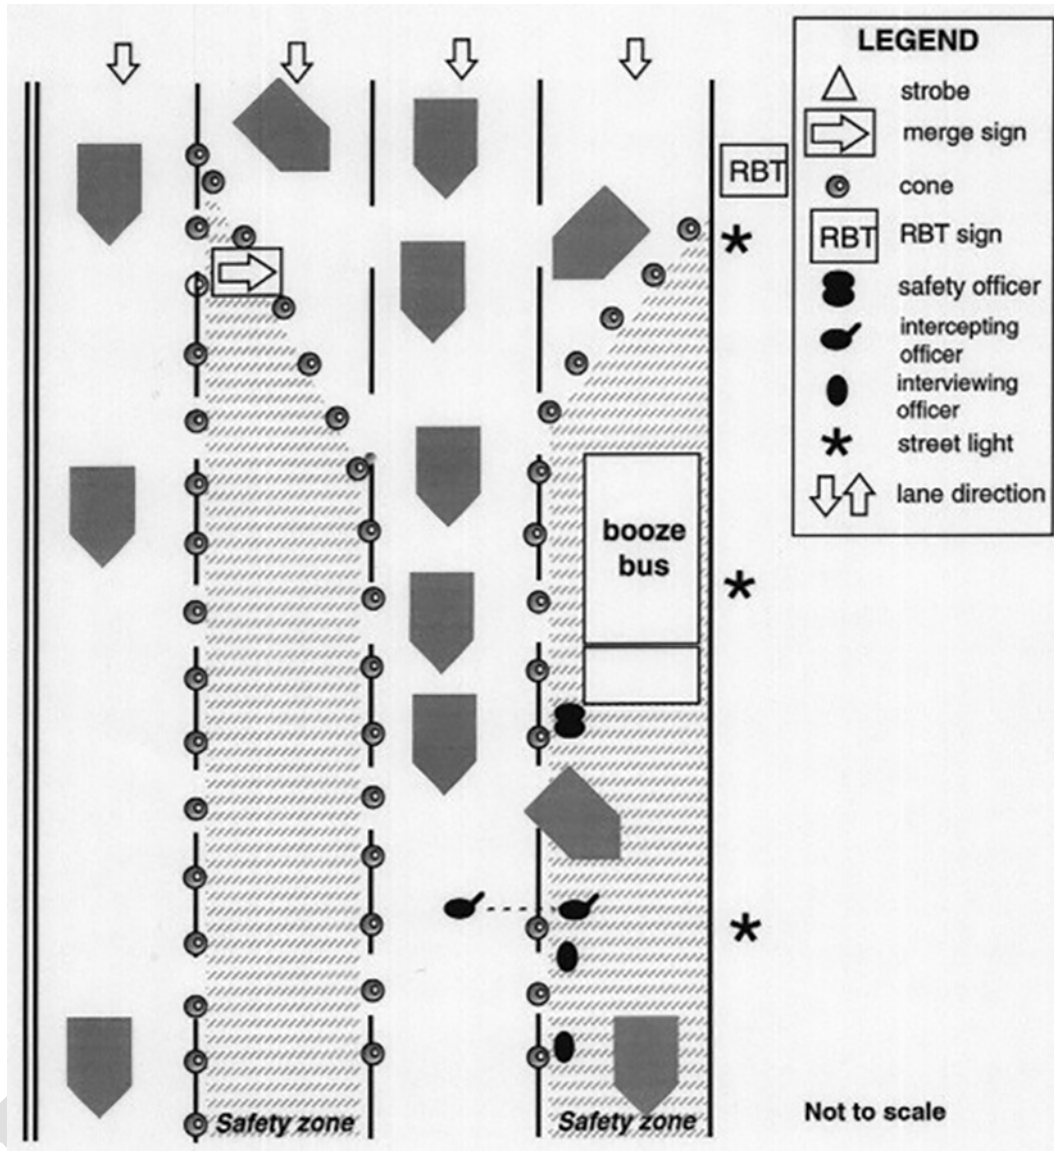 LEGEND
strobe
merge sign
cone
RBT
RBT sign
safety officer
intercepting
officer
interviewing
officer
street light
lane direction
RBT
booze
bus
Safety zone
Safety zone
Not to scale